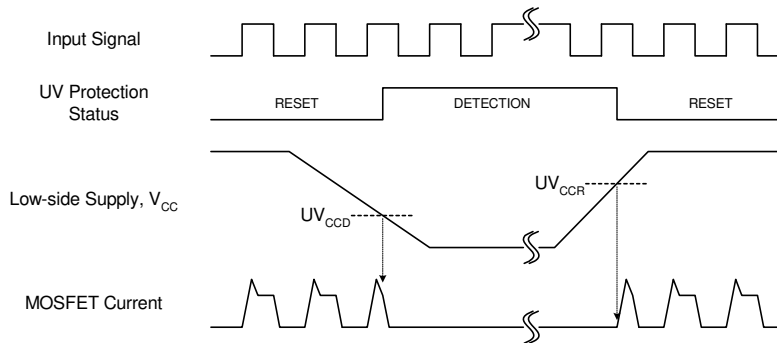 Input Signal
UV Protection
Status
RESET
DETECTION
RESET
Low-side Supply, VCC
UVCCD
UVCCR
MOSFET Current